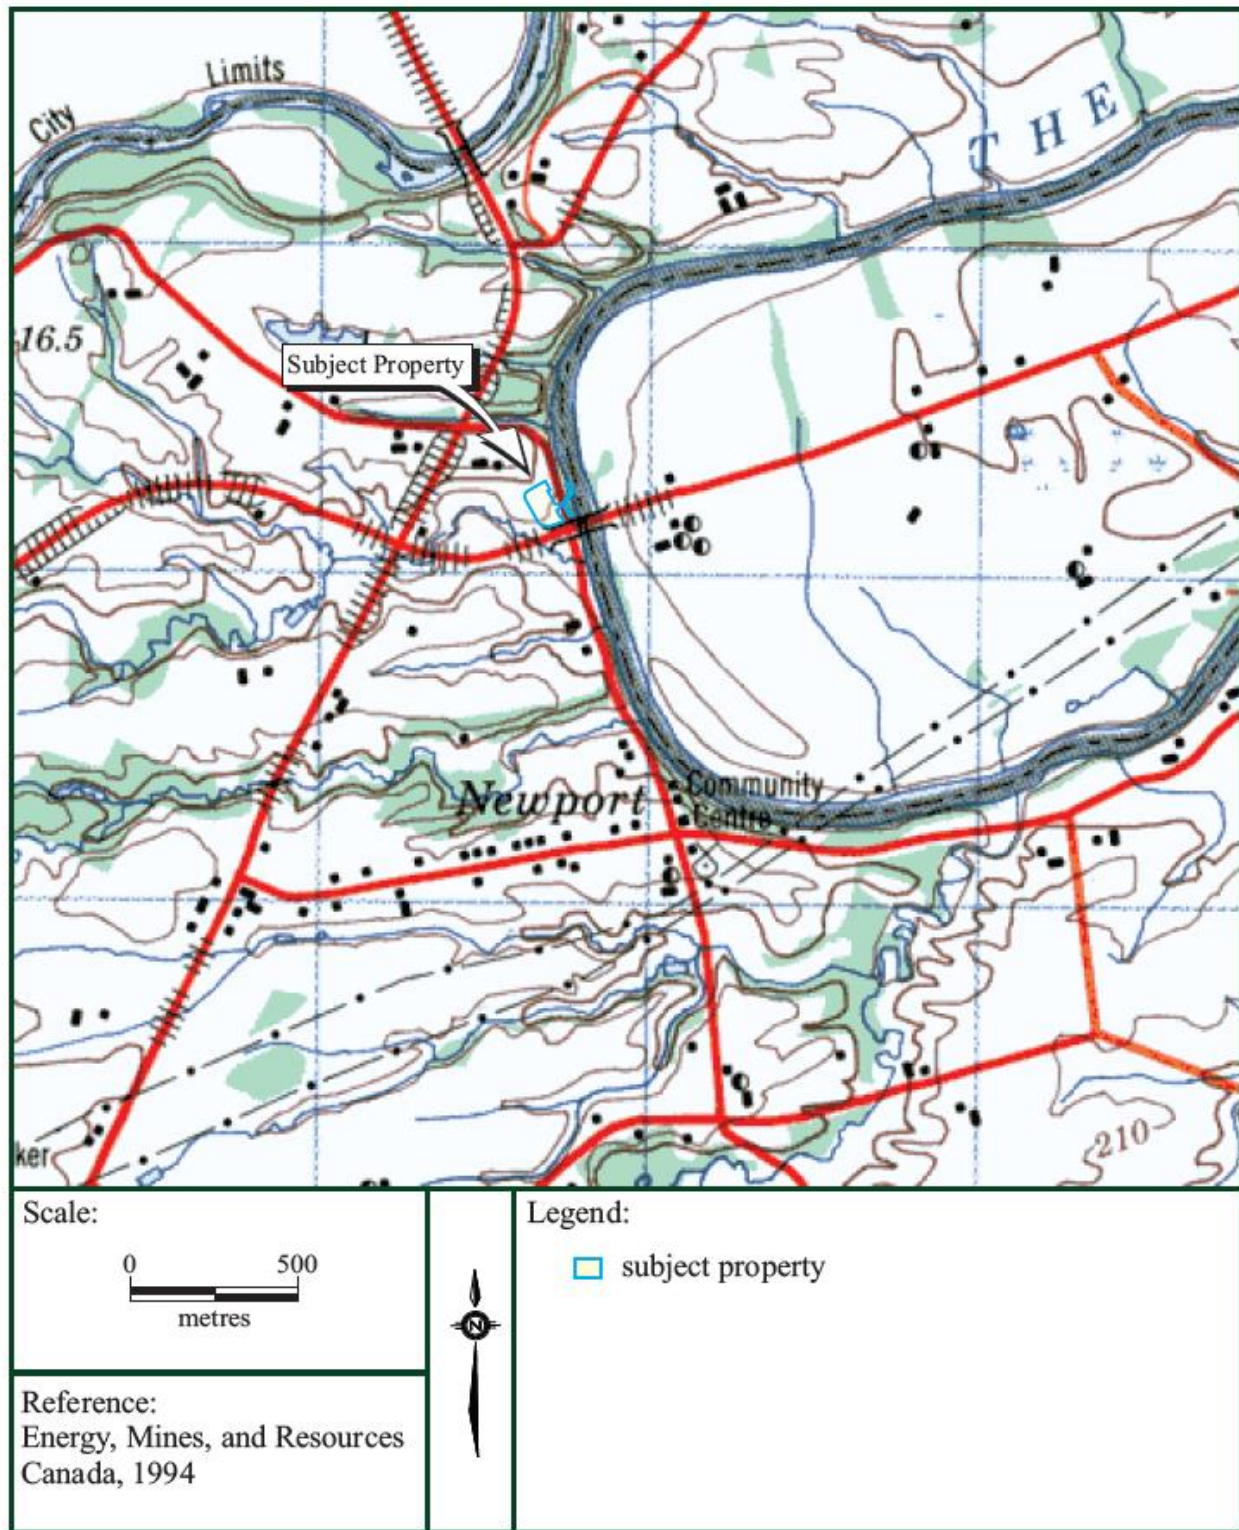 Limits
City
THE
16.5
Subject Property
Newport
Community
Centre
ker
210
Scale:
0 500
metres
N
Legend:
subject property
Reference:
Energy, Mines, and Resources
Canada, 1994